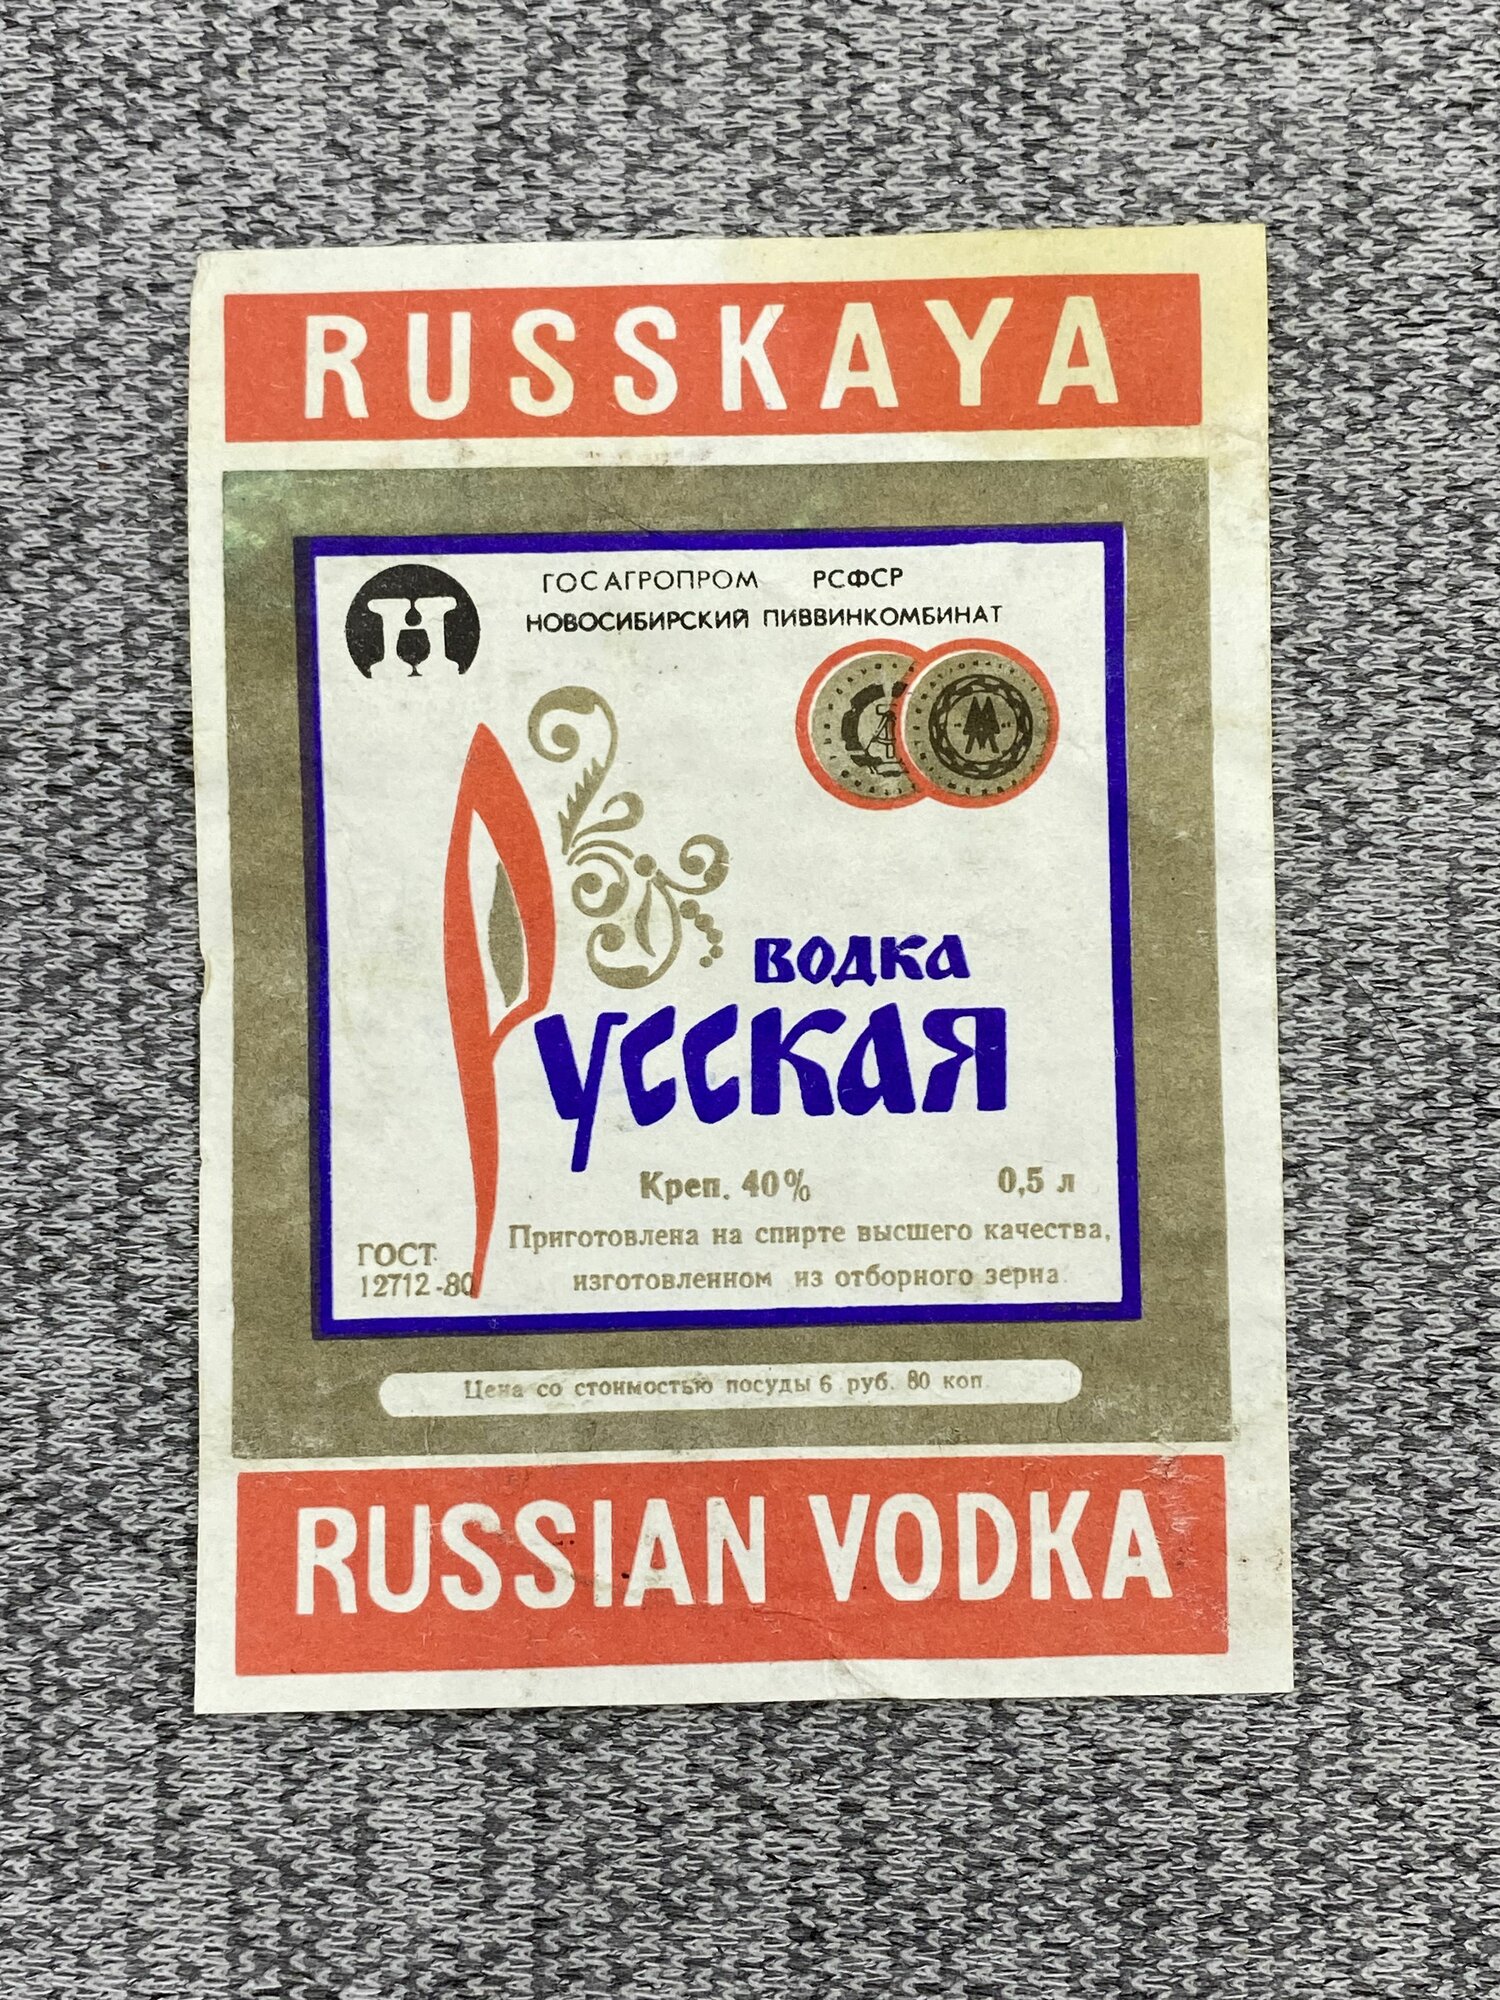 RUSSKAYA
ГОСАГРОПРОМ РСФСР
НОВОСИБИРСКИЙ ПИВВИНКОМБИНАТ
водка
Русская
Креп. 40% 0,5 л
Приготовлена на спирте высшего качества,
изготовленном из отборного зерна.
ГОСТ
12712-80
Цена со стоимостью посуды 6 руб. 80 коп.
RUSSIAN VODKA